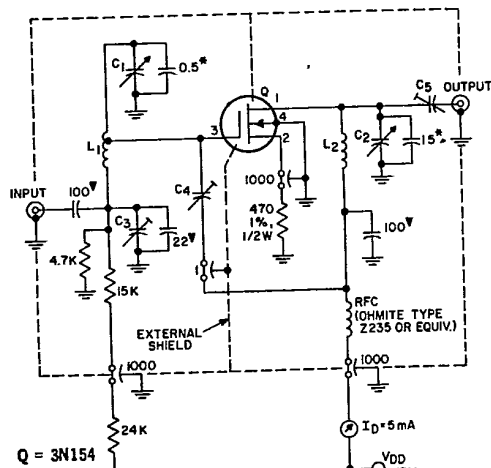 C1
0.5*
Q
1
3
4
2
C5
OUTPUT
L1
C4
L2
C2
15*
INPUT
100▼
1000
C3
22▼
470
1%,
1/2W
100▼
4.7K
15K
1
EXTERNAL
SHIELD
RFC
(OHMITE TYPE
Z235 OR EQUIV.)
1000
1000
24K
ID=5mA
Q = 3N154
VDD